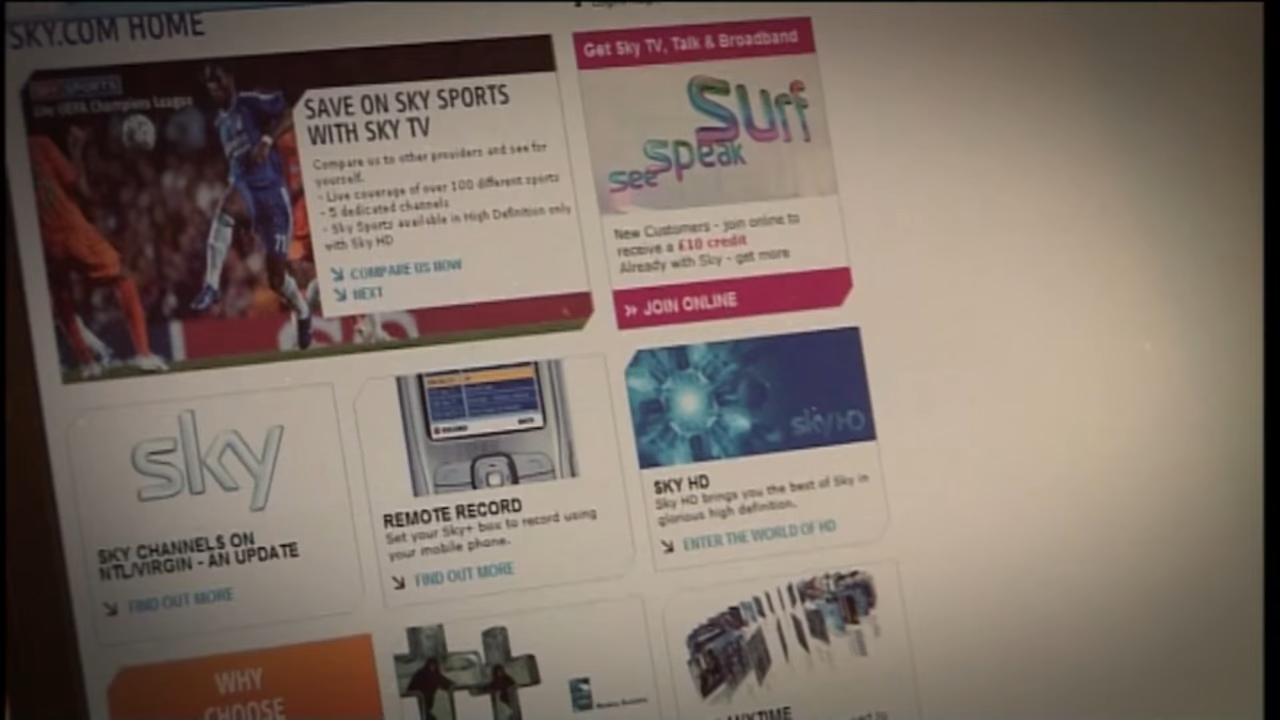 SKY.COM HOME
SPORTS
UEFA Champions League
SAVE ON SKY SPORTS
WITH SKY TV
Compare us to other providers and see for
yourself.
- Live coverage of over 100 different sports
- 5 dedicated channels
- Sky Sports available in High Definition only
with Sky HD
COMPARE US NOW
NEXT
Get Sky TV, Talk & Broadband
Surf
Speak
See
New Customers - join online to
receive a £10 credit
Already with Sky - get more
JOIN ONLINE
sky
SKY CHANNELS ON
NTL/VIRGIN - AN UPDATE
FIND OUT MORE
REMOTE RECORD
Set your Sky+ box to record using
your mobile phone.
FIND OUT MORE
sky HD
SKY HD
Sky HD brings you the best of Sky in
glorious high definition.
ENTER THE WORLD OF HD
WHY
CHOOSE
ANYTIME